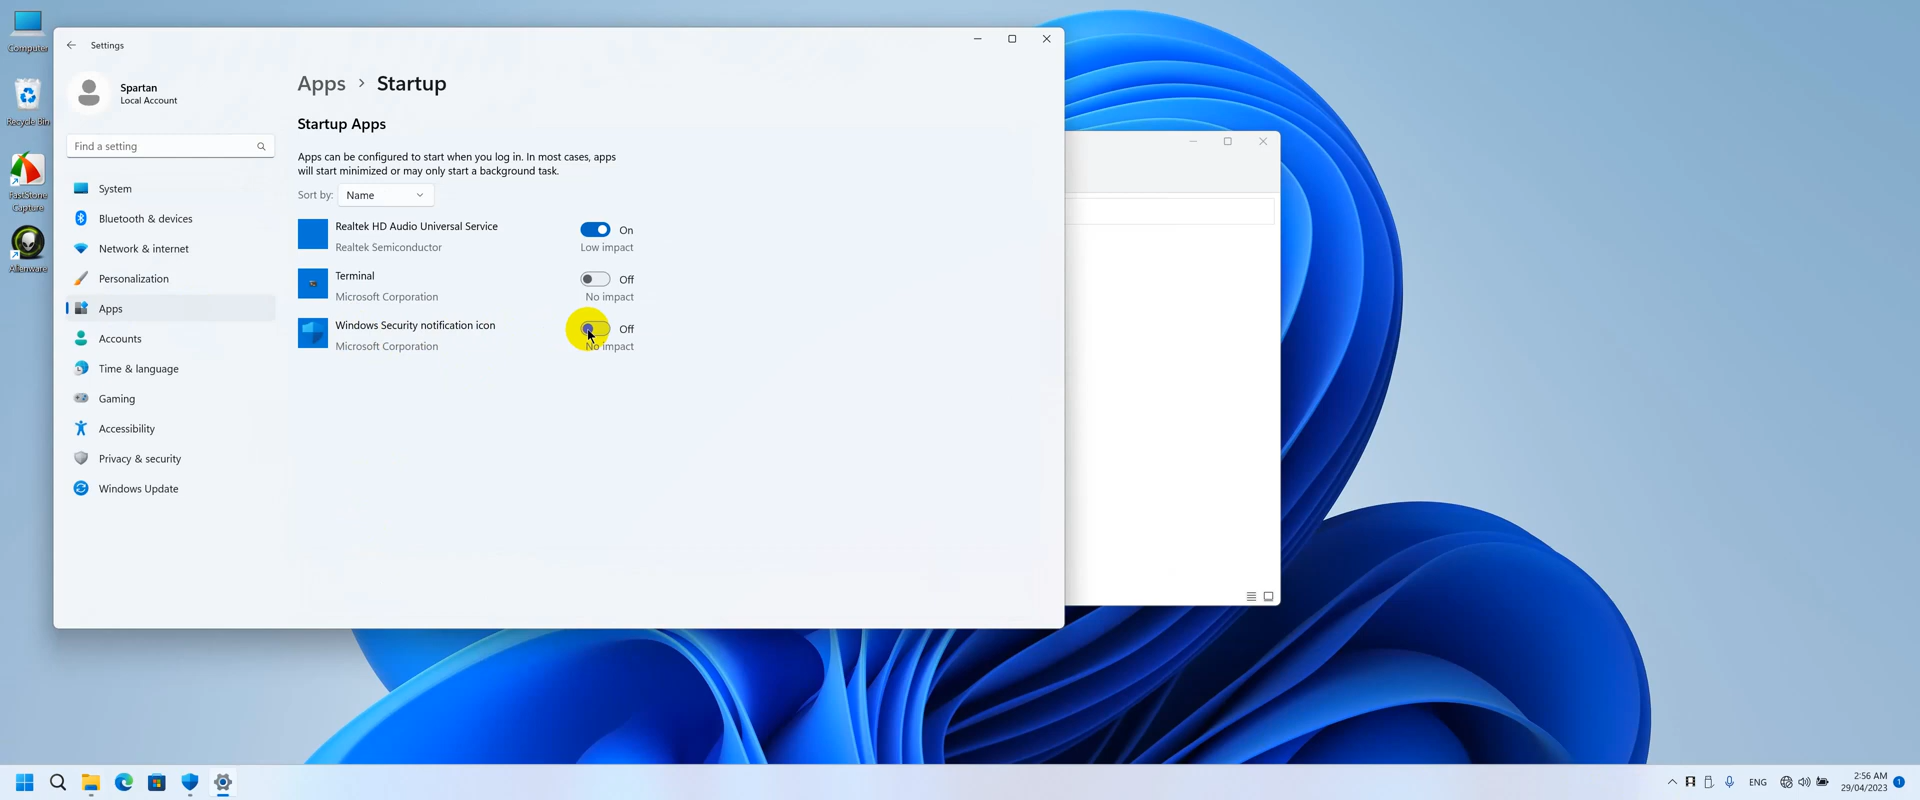 Computer
Recycle Bin
FastStone
Capture
Alienware
Settings
Spartan
Local Account
Find a setting
System
Bluetooth & devices
Network & internet
Personalization
Apps
Accounts
Time & language
Gaming
Accessibility
Privacy & security
Windows Update
Apps > Startup
Startup Apps
Apps can be configured to start when you log in. In most cases, apps
will start minimized or may only start a background task.
Sort by: Name
Realtek HD Audio Universal Service
Realtek Semiconductor
On
Low impact
Terminal
Microsoft Corporation
Off
No impact
Windows Security notification icon
Microsoft Corporation
Off
No impact
ENG
2:56 AM
29/04/2023
1